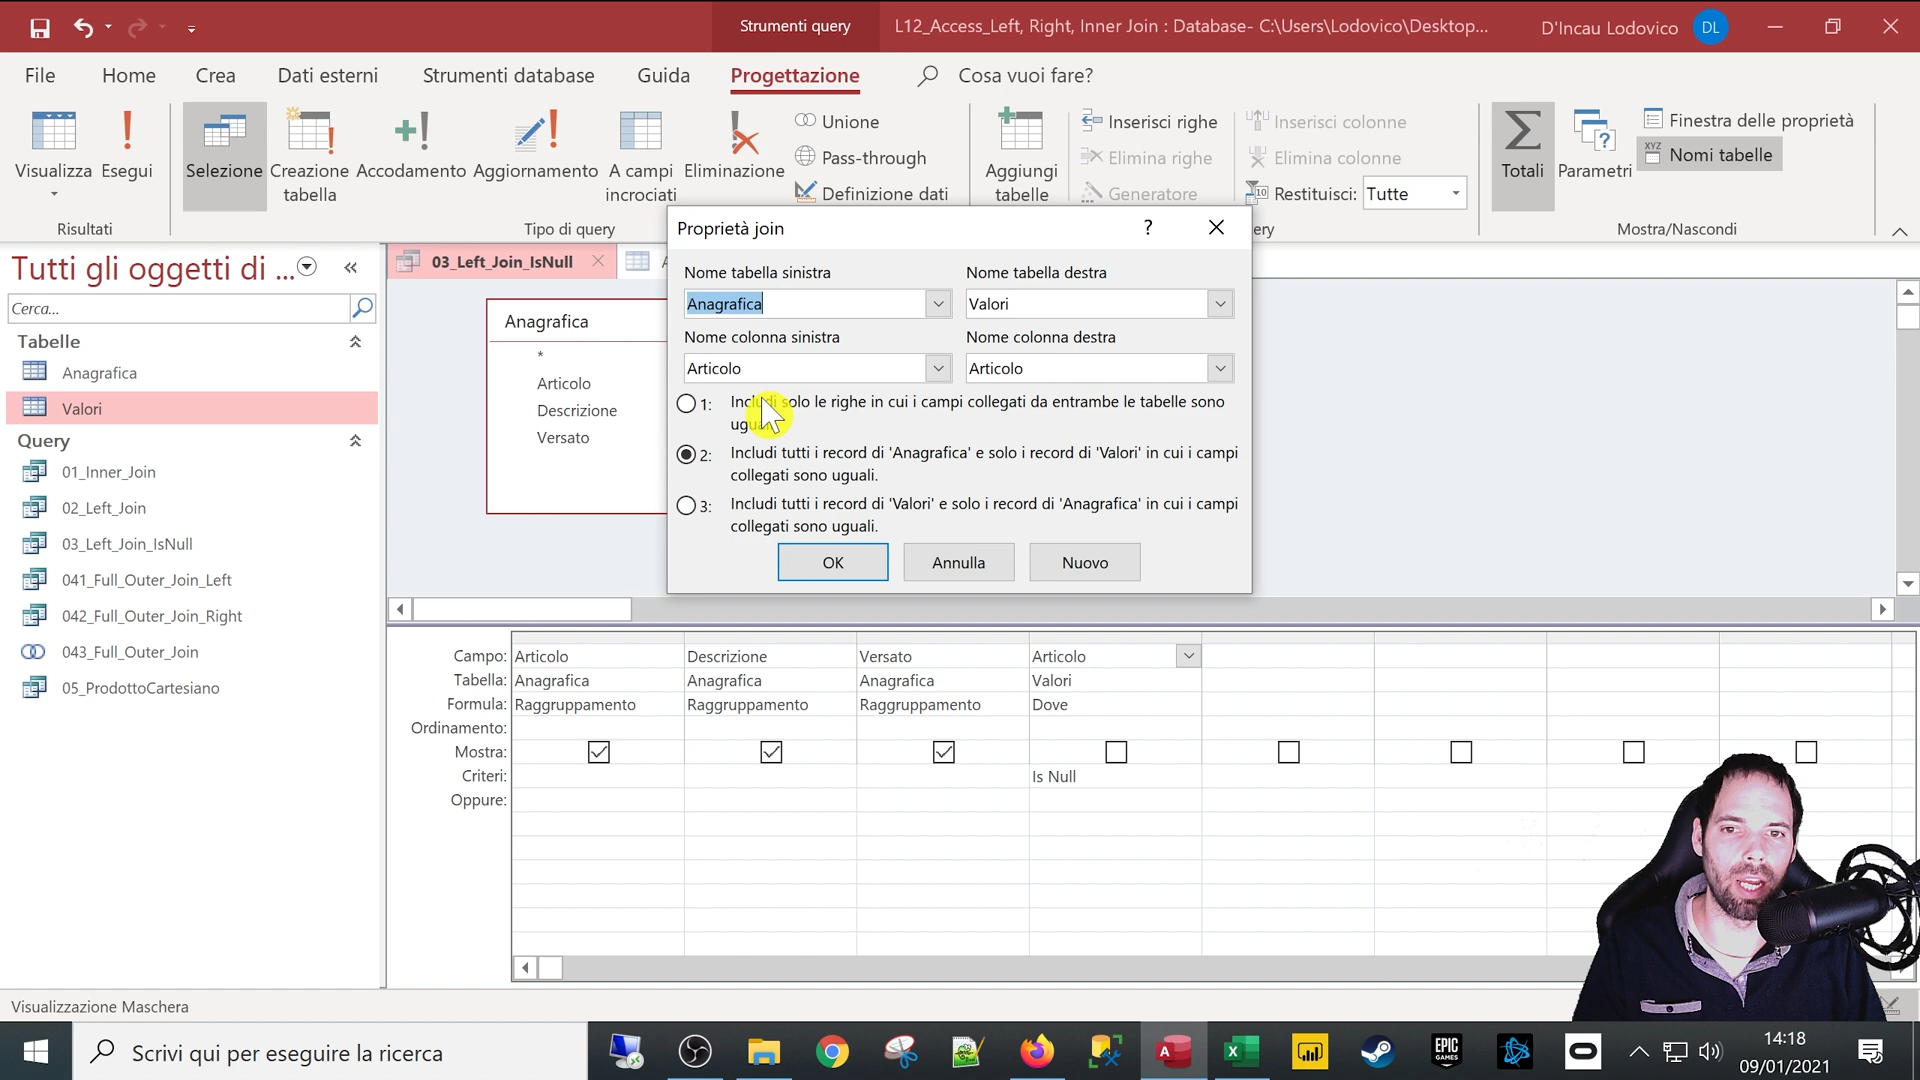 Strumenti query
L12_Access_Left, Right, Inner Join : Database- C:\Users\Lodovico\Desktop...
D'Incau Lodovico
DL
File
Home
Crea
Dati esterni
Strumenti database
Guida
Progettazione
Cosa vuoi fare?
Visualizza
Esegui
Risultati
Selezione
Creazione
tabella
Accodamento
Aggiornamento
A campi
incrociati
Eliminazione
Unione
Pass-through
Definizione dati
Tipo di query
Aggiungi
tabelle
Inserisci righe
Elimina righe
Generatore
Inserisci colonne
Elimina colonne
Restituisci:
Tutte
ery
Totali
Parametri
Finestra delle proprietà
XYZ
Nomi tabelle
Mostra/Nascondi
Tutti gli oggetti di ...
Cerca...
Tabelle
Anagrafica
Valori
Query
01_Inner_Join
02_Left_Join
03_Left_Join_IsNull
041_Full_Outer_Join_Left
042_Full_Outer_Join_Right
043_Full_Outer_Join
05_ProdottoCartesiano
03_Left_Join_IsNull
Anagrafica
*
Articolo
Descrizione
Versato
Proprietà join
?
Nome tabella sinistra
Nome tabella destra
Anagrafica
Valori
Nome colonna sinistra
Nome colonna destra
Articolo
Articolo
1: Includi solo le righe in cui i campi collegati da entrambe le tabelle sono
2: Includi tutti i record di 'Anagrafica' e solo i record di 'Valori' in cui i campi
collegati sono uguali.
3: Includi tutti i record di 'Valori' e solo i record di 'Anagrafica' in cui i campi
collegati sono uguali.
OK
Annulla
Nuovo
Campo: Articolo Descrizione Versato Articolo
Tabella: Anagrafica Anagrafica Anagrafica Valori
Formula: Raggruppamento Raggruppamento Raggruppamento Dove
Ordinamento:
Mostra:
Criteri: Is Null
Oppure:
Visualizzazione Maschera
Scrivi qui per eseguire la ricerca
EPIC
GAMES
14:18
09/01/2021